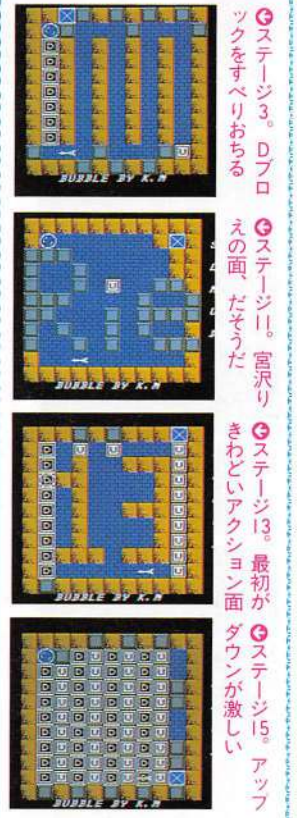 ⬅ステージ3。Dブロ
ックをすべりおちる
BUBBLE BY K.M
⬅ステージ11。宮沢り
えの面、だそうだ
BUBBLE BY K.M
⬅ステージ13。最初が
きわどいアクション面
BUBBLE BY K.M
⬅ステージ15。アップ
ダウンが激しい
BUBBLE BY K.M